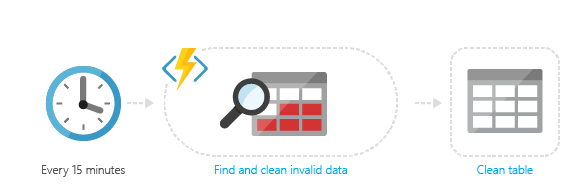 Every 15 minutes
Find and clean invalid data
Clean table